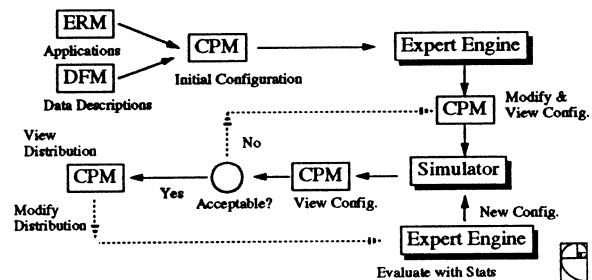 ERM
Applications
DFM
Data Descriptions
CPM
Initial Configuration
Expert Engine
CPM
Modify &
View Config.
No
View
Distribution
CPM
Yes
Acceptable?
CPM
View Config.
Simulator
New Config.
Modify
Distribution
Expert Engine
Evaluate with Stats